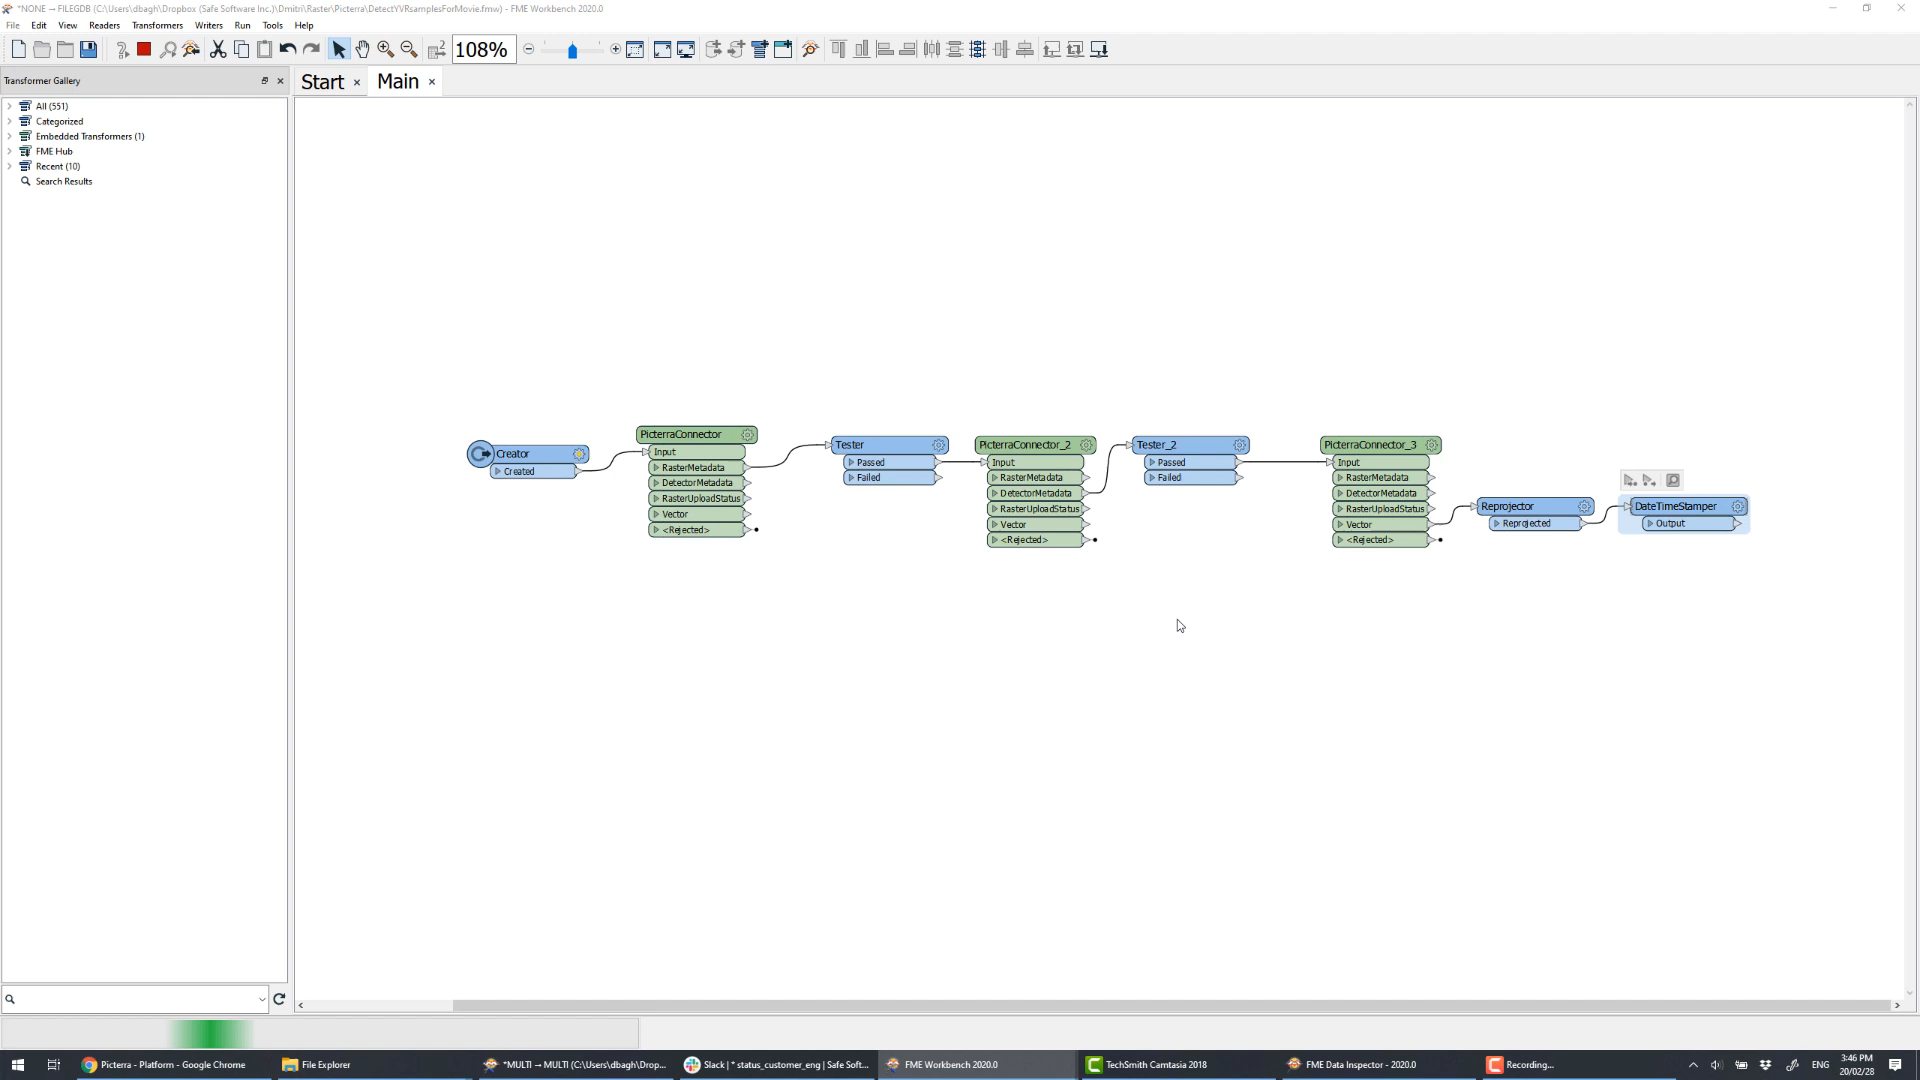 *NONE → FILEGDB (C:\Users\dbagh\Dropbox (Safe Software Inc.)\Dmitri\Raster\Picterra\DetectYVRsamplesForMovie.fmw) - FME Workbench 2020.0
File Edit View Readers Transformers Writers Run Tools Help
108%
Transformer Gallery
Start Main
All (551)
Categorized
Embedded Transformers (1)
FME Hub
Recent (10)
Search Results
Creator
Created
PicterraConnector
Input
RasterMetadata
DetectorMetadata
RasterUploadStatus
Vector
<Rejected>
Tester
Passed
Failed
PicterraConnector_2
Input
RasterMetadata
DetectorMetadata
RasterUploadStatus
Vector
<Rejected>
Tester_2
Passed
Failed
PicterraConnector_3
Input
RasterMetadata
DetectorMetadata
RasterUploadStatus
Vector
<Rejected>
Reprojector
Reprojected
DateTimeStamper
Output
Picterra - Platform - Google Chrome
File Explorer
*MULTI → MULTI (C:\Users\dbagh\Drop...
Slack | * status_customer_eng | Safe Soft...
FME Workbench 2020.0
TechSmith Camtasia 2018
FME Data Inspector - 2020.0
Recording...
ENG
3:46 PM
20/02/28